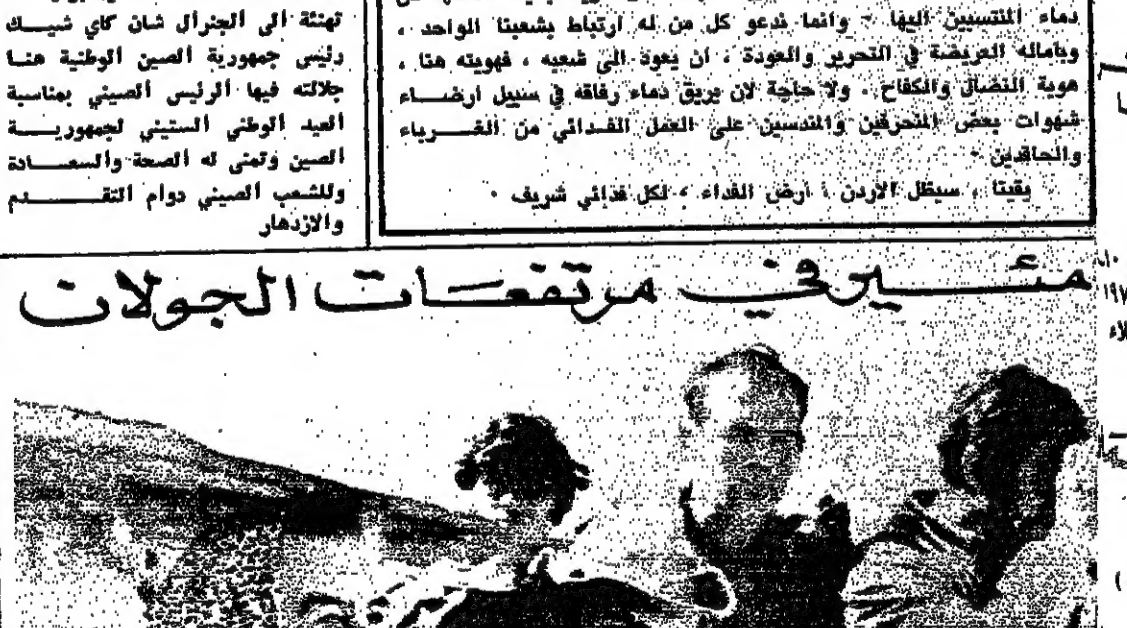 دماء المنتسبين اليها . وانما ندعو كل من له ارتباط بشعبنا الواحد ،
وبآماله العريضة في التحرير والعودة ، ان يعود الى شعبه ، فهويته هنا ،
هوية النضال والكفاح . ولا حاجة لان يريق دماء رفاقه في سبيل ارضاء
شهوات بعض المنحرفين والمندسين على العمل الفدائي من الغرباء
والحاقدين .
يقينا ، سيظل الاردن ، ارض الفداء ، لكل فدائي شريف .
تهنئة الى الجنرال شان كاي شيك
رئيس جمهورية الصين الوطنية هنا
جلالته فيها الرئيس الصيني بمناسبة
العيد الوطني الستيني لجمهورية
الصين وتمنى له الصحة والسعادة
وللشعب الصيني دوام التقدم
والازدهار
مئير في مرتفعات الجولان